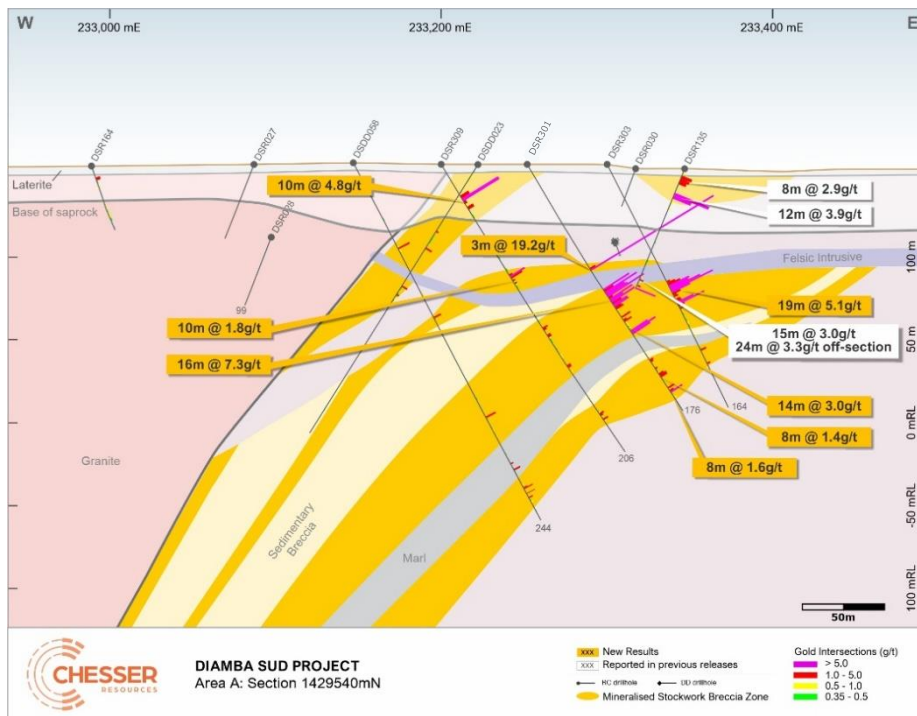 W
233,000 mE
233,200 mE
233,400 mE
E
DSR164
DSR027
DSDD058
DSR309
DSDD023
DSR301
DSR303
DSR030
DSR135
Laterite
Base of saprock
DSR028
99
10m @ 4.8g/t
8m @ 2.9g/t
12m @ 3.9g/t
3m @ 19.2g/t
Felsic Intrusive
100 m
10m @ 1.8g/t
19m @ 5.1g/t
15m @ 3.0g/t
24m @ 3.3g/t off-section
16m @ 7.3g/t
50 m
14m @ 3.0g/t
176
164
8m @ 1.4g/t
0 mRL
8m @ 1.6g/t
206
Granite
Sedimentary
Breccia
244
-50 mRL
Marl
100 mRL
50m
CHESSER
RESOURCES
DIAMBA SUD PROJECT
Area A: Section 1429540mN
xxx New Results
xxx Reported in previous releases
RC drillhole
DD drillhole
Mineralised Stockwork Breccia Zone
Gold Intersections (g/t)
> 5.0
1.0 - 5.0
0.5 - 1.0
0.35 - 0.5